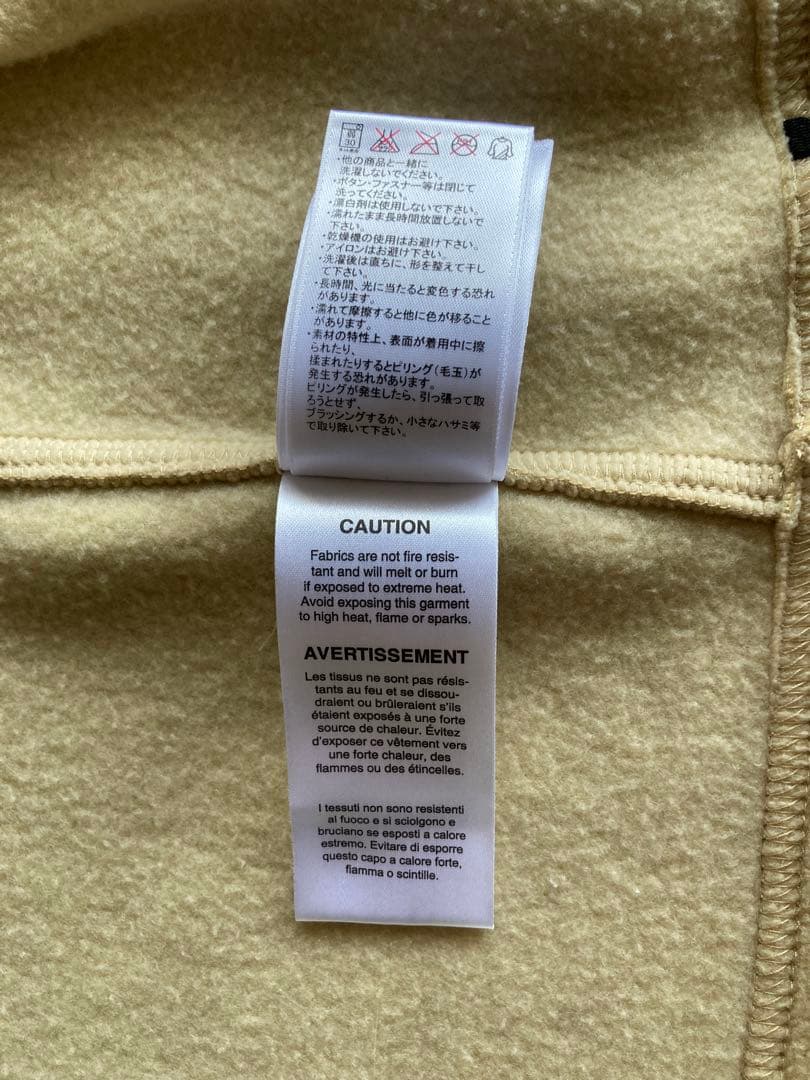 弱
30
・他の商品と一緒に
洗濯しないでください。
・ボタン・ファスナー等は閉じて
洗ってください。
・漂白剤は使用しないで下さい。
・濡れたまま長時間放置しないで
下さい。
・乾燥機の使用はお避け下さい。
・アイロンはお避け下さい。
・洗濯後は直ちに、形を整えて干し
て下さい。
・長時間、光に当たると変色する恐れ
があります。
・濡れて摩擦すると他に色が移ること
があります。
・素材の特性上、表面が着用中に擦
られたり、
揉まれたりするとピリング(毛玉)が
発生する恐れがあります。
ピリングが発生したら、引っ張って取
ろうとせず、
ブラッシングするか、小さなハサミ等
で取り除いて下さい。
CAUTION
Fabrics are not fire resis-
tant and will melt or burn
if exposed to extreme heat.
Avoid exposing this garment
to high heat, flame or sparks.
AVERTISSEMENT
Les tissus ne sont pas résis-
tants au feu et se dissou-
draient ou brûleraient s'ils
étaient exposés à une forte
source de chaleur. Évitez
d'exposer ce vêtement vers
une forte chaleur, des
flammes ou des étincelles.
I tessuti non sono resistenti
al fuoco e si sciolgono e
bruciano se esposti a calore
estremo. Evitare di esporre
questo capo a calore forte,
fiamma o scintille.